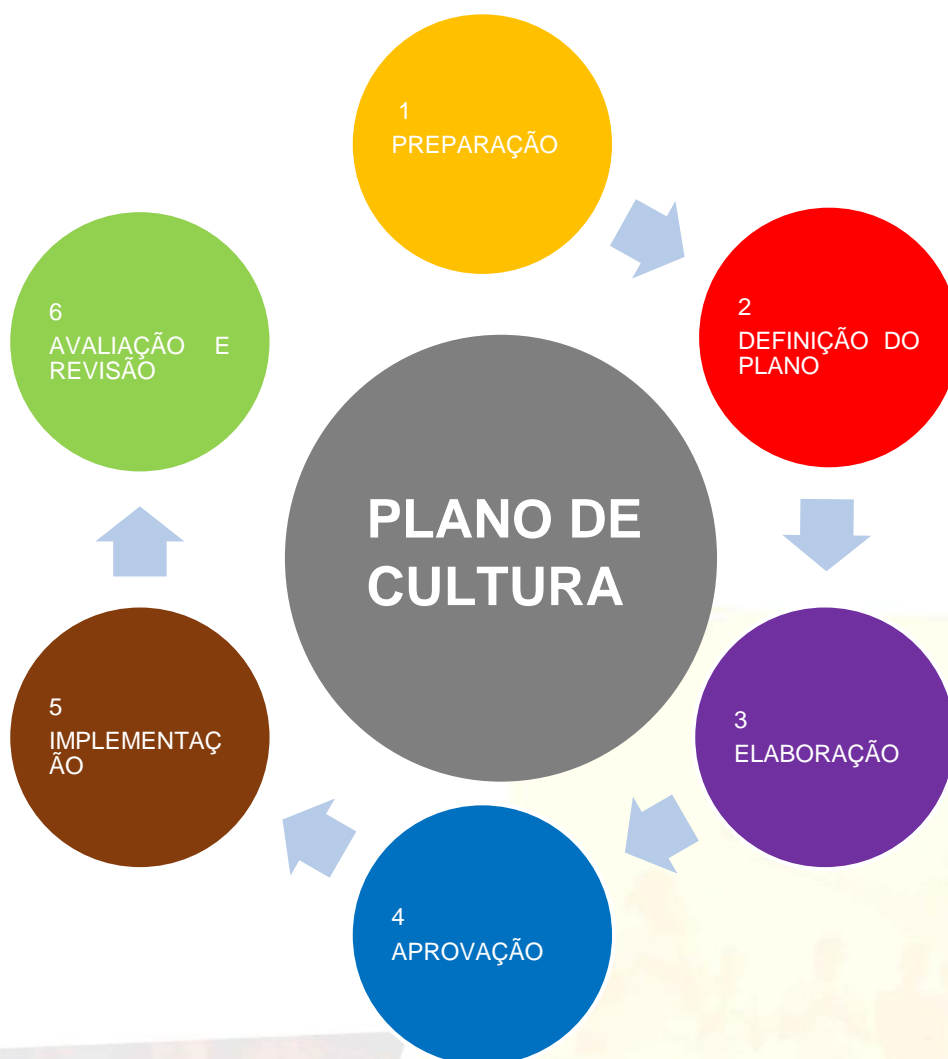 1
PREPARAÇÃO
2
DEFINIÇÃO DO
PLANO
3
ELABORAÇÃO
4
APROVAÇÃO
5
IMPLEMENTAÇ
ÃO
6
AVALIAÇÃO E
REVISÃO
PLANO DE
CULTURA